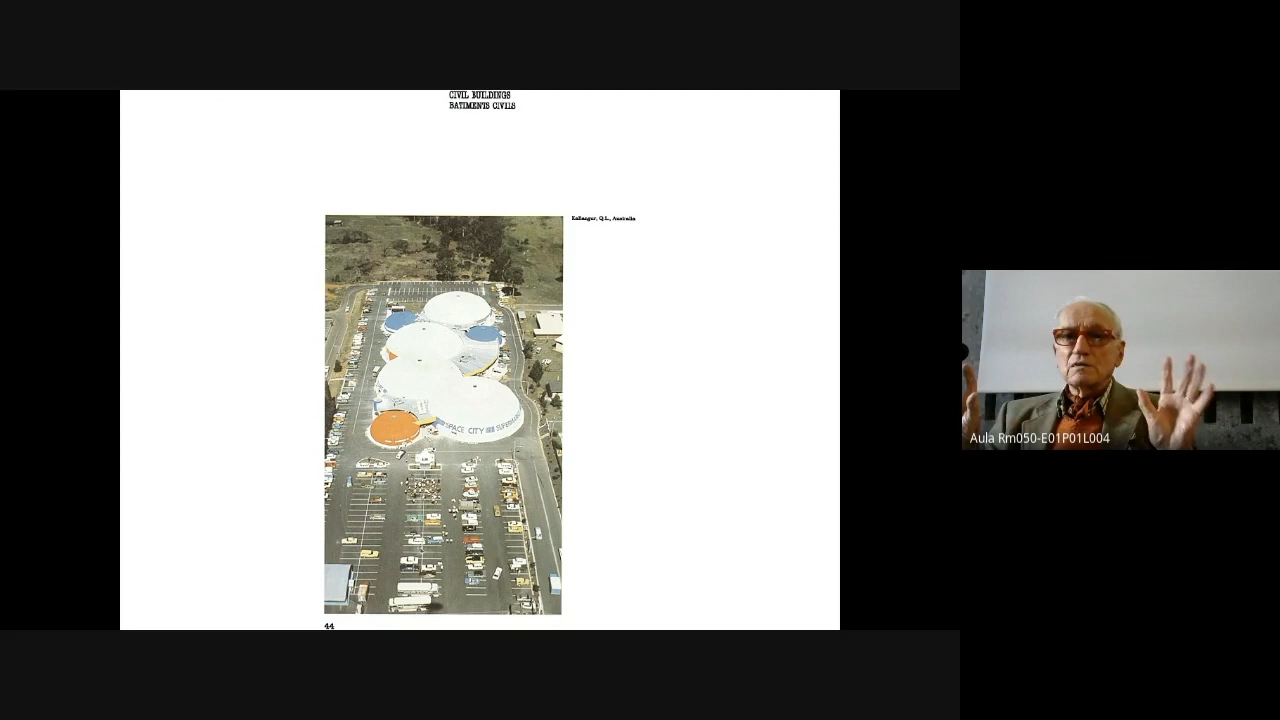 CIVIL BUILDINGS
BATIMENTS CIVILS
Kallangur, Q.L., Australia
SPACE CITY
44
Aula Rm050-E01P01L004